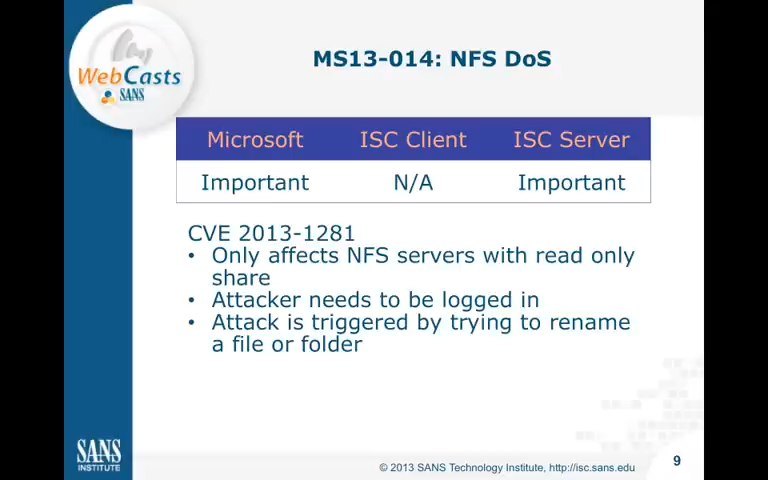 WebCasts
SANS
MS13-014: NFS DoS
Microsoft ISC Client ISC Server
Important N/A Important
CVE 2013-1281
• Only affects NFS servers with read only
share
• Attacker needs to be logged in
• Attack is triggered by trying to rename
a file or folder
SANS
INSTITUTE
© 2013 SANS Technology Institute, http://isc.sans.edu
9